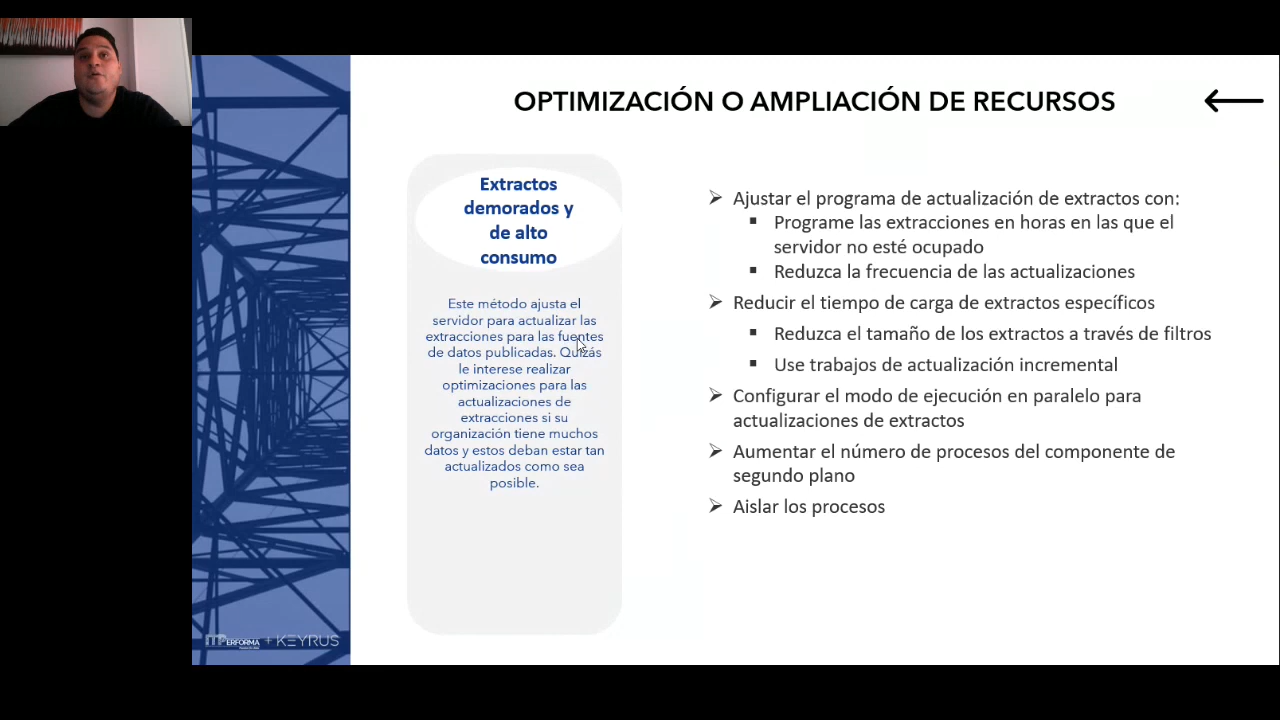 OPTIMIZACIÓN O AMPLIACIÓN DE RECURSOS
Extractos
demorados y
de alto
consumo
Este método ajusta el
servidor para actualizar las
extracciones para las fuentes
de datos publicadas. Quizás
le interese realizar
optimizaciones para las
actualizaciones de
extracciones si su
organización tiene muchos
datos y estos deban estar tan
actualizados como sea
posible.
Ajustar el programa de actualización de extractos con:
Programe las extracciones en horas en las que el
servidor no esté ocupado
Reduzca la frecuencia de las actualizaciones
Reducir el tiempo de carga de extractos específicos
Reduzca el tamaño de los extractos a través de filtros
Use trabajos de actualización incremental
Configurar el modo de ejecución en paralelo para
actualizaciones de extractos
Aumentar el número de procesos del componente de
segundo plano
Aislar los procesos
+ KEYRUS